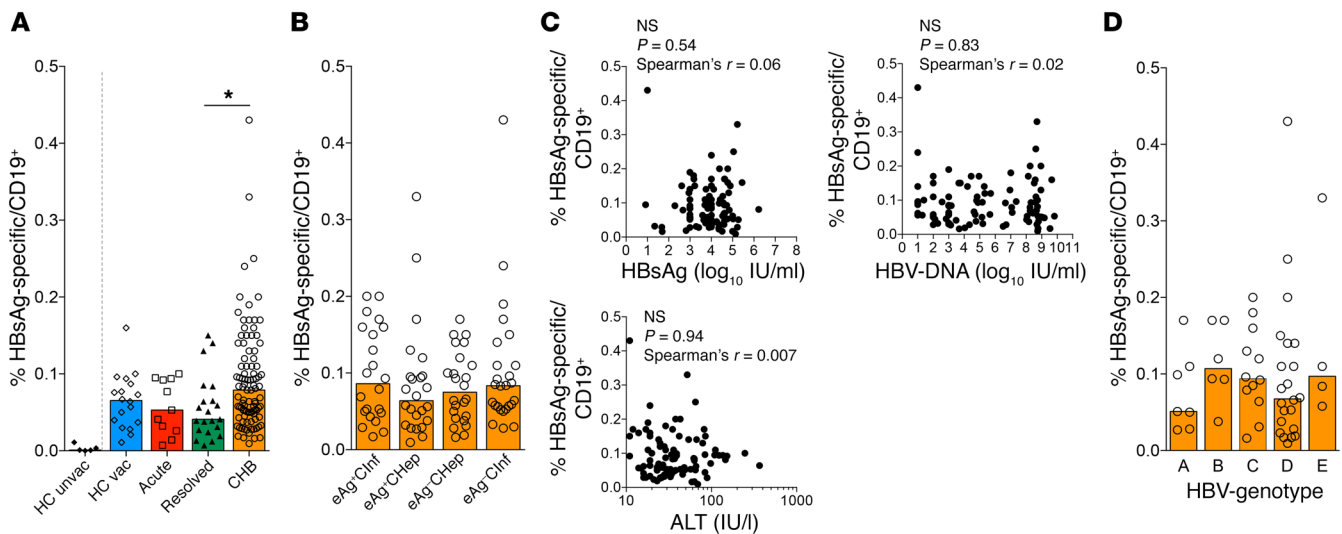 A
% HBsAg-specific/CD19⁺
0.5
0.4
0.3
0.2
0.1
0.0
*
HC unvac
HC vac
Acute
Resolved
CHB
B
% HBsAg-specific/CD19⁺
0.5
0.4
0.3
0.2
0.1
0.0
eAg⁺CInf
eAg⁺CHep
eAg⁻CHep
eAg⁻CInf
C
NS
P = 0.54
Spearman's r = 0.06
% HBsAg-specific/
CD19⁺
0.5
0.4
0.3
0.2
0.1
0.0
0 1 2 3 4 5 6 7 8
HBsAg (log₁₀ IU/ml)
NS
P = 0.83
Spearman's r = 0.02
% HBsAg-specific/
CD19⁺
0.5
0.4
0.3
0.2
0.1
0.0
0 1 2 3 4 5 6 7 8 9 10 11
HBV-DNA (log₁₀ IU/ml)
NS
P = 0.94
Spearman's r = 0.007
% HBsAg-specific/
CD19⁺
0.5
0.4
0.3
0.2
0.1
0.0
10 100 1000
ALT (IU/l)
D
% HBsAg-specific/CD19⁺
0.5
0.4
0.3
0.2
0.1
0.0
A B C D E
HBV-genotype